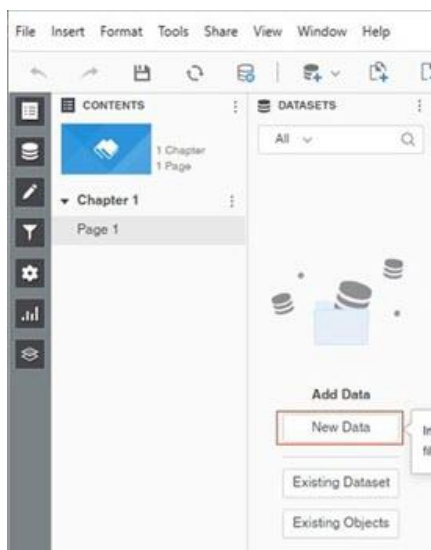 File Insert Format Tools Share View Window Help
CONTENTS
1 Chapter
1 Page
Chapter 1
Page 1
DATASETS
All
Add Data
New Data
Existing Dataset
Existing Objects